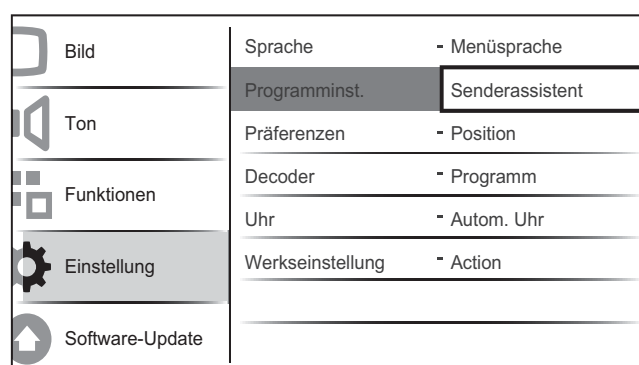 Bild
Ton
Funktionen
Einstellung
Software-Update
Sprache - Menüsprache
Programminst. Senderassistent
Präferenzen - Position
Decoder - Programm
Uhr - Autom. Uhr
Werkseinstellung - Action